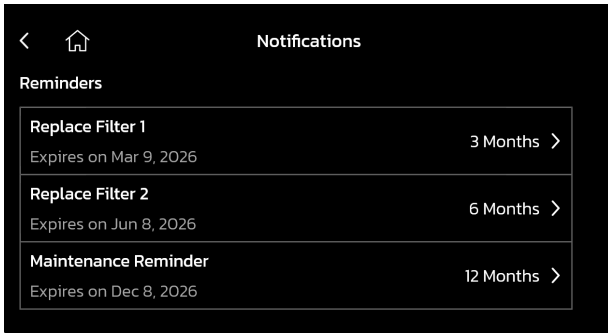 Notifications
Reminders
Replace Filter 1
Expires on Mar 9, 2026
3 Months
Replace Filter 2
Expires on Jun 8, 2026
6 Months
Maintenance Reminder
Expires on Dec 8, 2026
12 Months